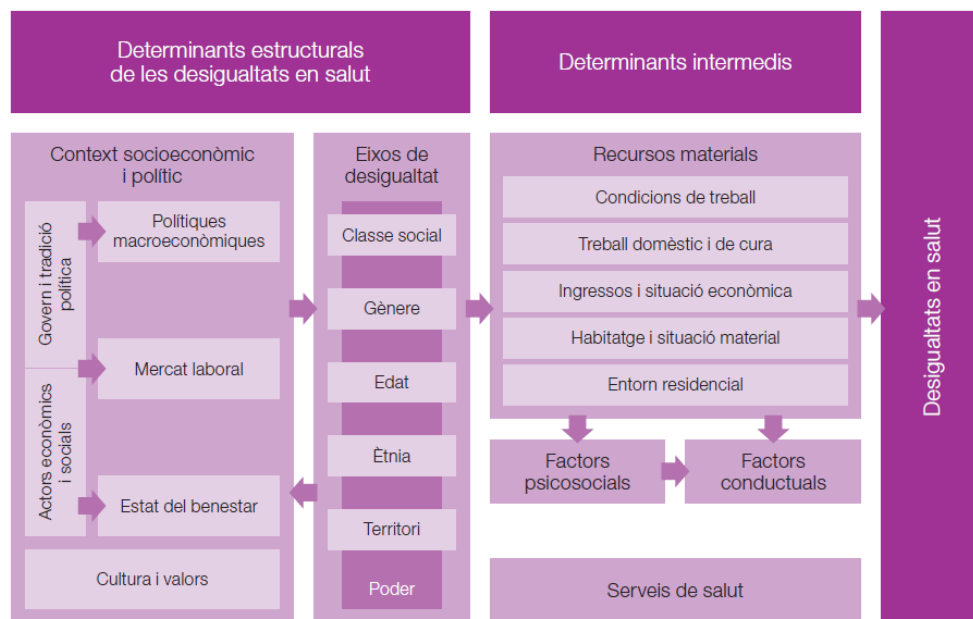 Determinants estructurals
de les desigualtats en salut
Determinants intermedis
Desigualtats en salut
Context socioeconòmic
i polític
Govern i tradició
política
Actors econòmics
i socials
Polítiques
macroeconòmiques
Mercat laboral
Estat del benestar
Cultura i valors
Eixos de
desigualtat
Classe social
Gènere
Edat
Ètnia
Territori
Poder
Recursos materials
Condicions de treball
Treball domèstic i de cura
Ingressos i situació econòmica
Habitatge i situació material
Entorn residencial
Factors
psicosocials
Factors
conductuals
Serveis de salut